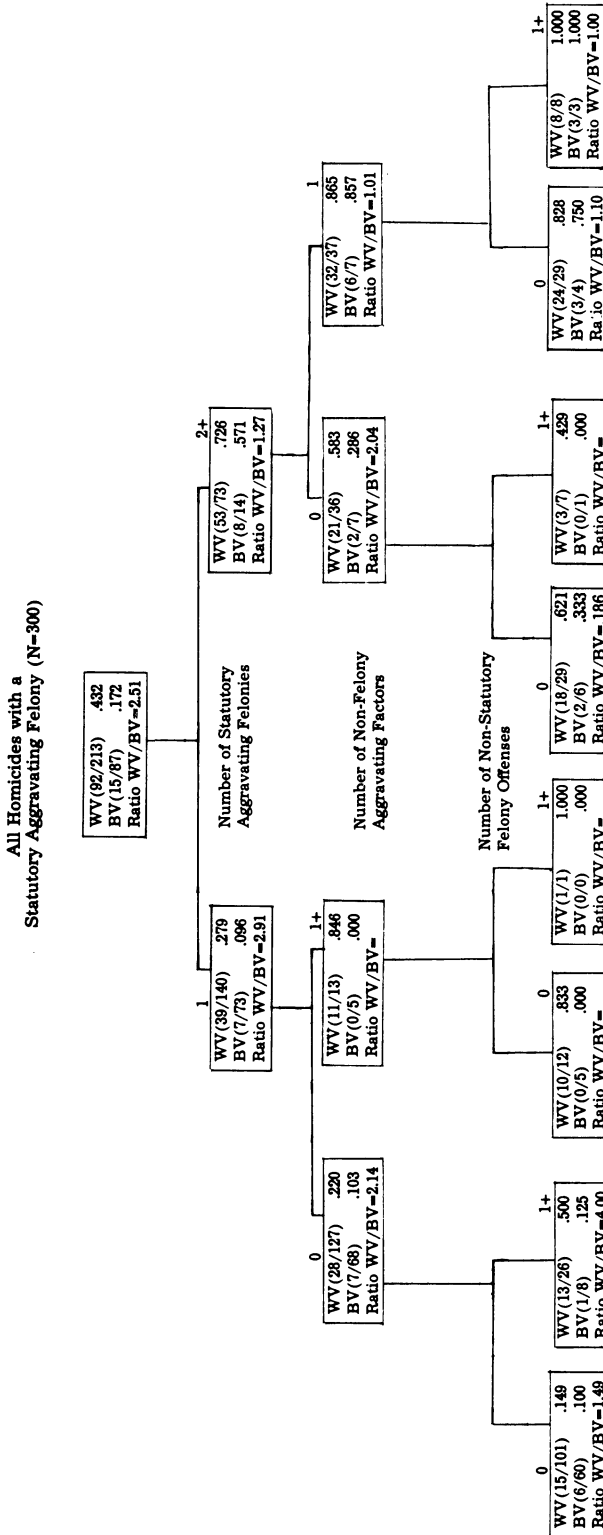 All Homicides with a
Statutory Aggravating Felony (N=300)
WV(92/213) .432
BV(15/87) .172
Ratio WV/BV=2.51
Number of Statutory
Aggravating Felonies
1
WV(39/140) .279
BV(7/73) .096
Ratio WV/BV=2.91
2+
WV(53/73) .726
BV(8/14) .571
Ratio WV/BV=1.27
Number of Non-Felony
Aggravating Factors
0
WV(28/127) .220
BV(7/68) .103
Ratio WV/BV=2.14
1+
WV(11/13) .846
BV(0/5) .000
Ratio WV/BV=
0
WV(21/36) .583
BV(2/7) .286
Ratio WV/BV=2.04
1
WV(32/37) .865
BV(6/7) .857
Ratio WV/BV=1.01
Number of Non-Statutory
Felony Offenses
0
WV(15/101) .149
BV(6/60) .100
Ratio WV/BV=1.49
1+
WV(13/26) .500
BV(1/8) .125
Ratio WV/BV=4.00
0
WV(10/12) .833
BV(0/5) .000
Ratio WV/BV=
1+
WV(1/1) 1.000
BV(0/0) .000
Ratio WV/BV=
0
WV(18/29) .621
BV(2/6) .333
Ratio WV/BV=.186
1+
WV(3/7) .429
BV(0/1) .000
Ratio WV/BV=
0
WV(24/29) .828
BV(3/4) .750
Ratio WV/BV=1.10
1+
WV(8/8) 1.000
BV(3/3) 1.000
Ratio WV/BV=1.00